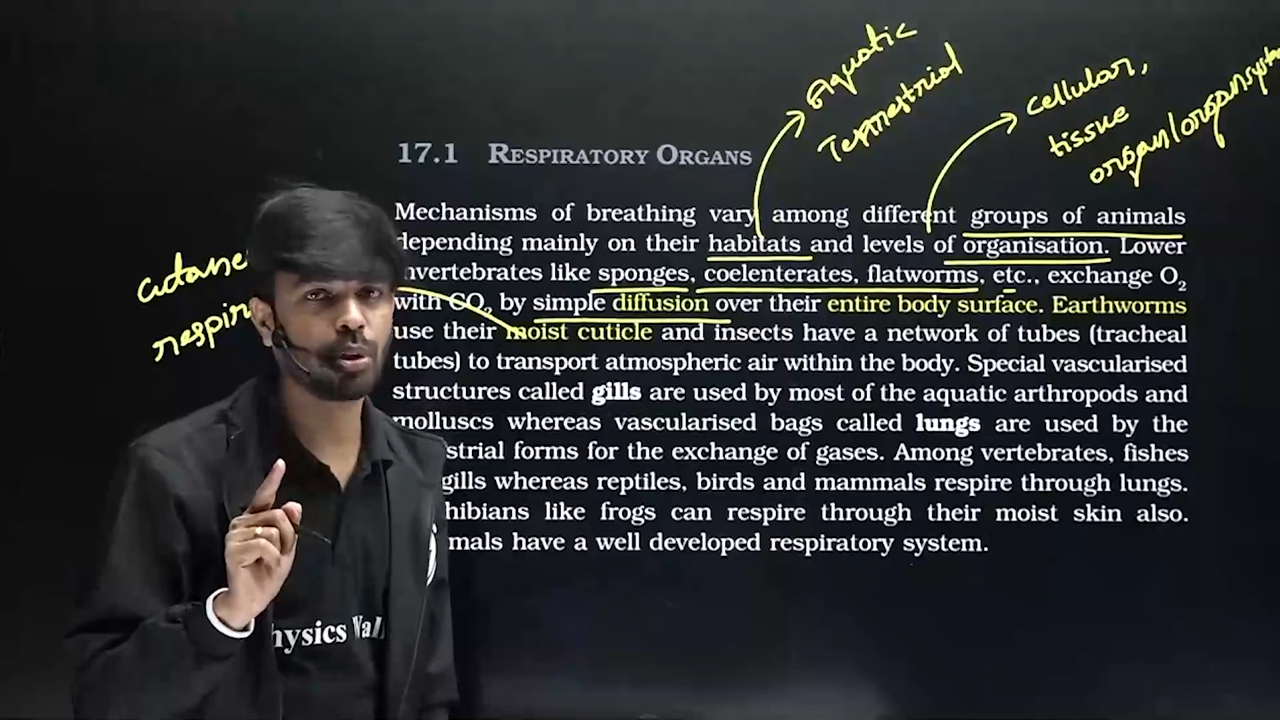 Aquatic
Terrestrial
cellular,
tissue
organ/organsyste
17.1 RESPIRATORY ORGANS
Mechanisms of breathing vary among different groups of animals
depending mainly on their habitats and levels of organisation. Lower
nvertebrates like sponges, coelenterates, flatworms, etc., exchange O₂
with CO₂ by simple diffusion over their entire body surface. Earthworms
use their moist cuticle and insects have a network of tubes (tracheal
tubes) to transport atmospheric air within the body. Special vascularised
structures called gills are used by most of the aquatic arthropods and
molluscs whereas vascularised bags called lungs are used by the
strial forms for the exchange of gases. Among vertebrates, fishes
gills whereas reptiles, birds and mammals respire through lungs.
hibians like frogs can respire through their moist skin also.
mals have a well developed respiratory system.
cutane
respir
hysics Wal